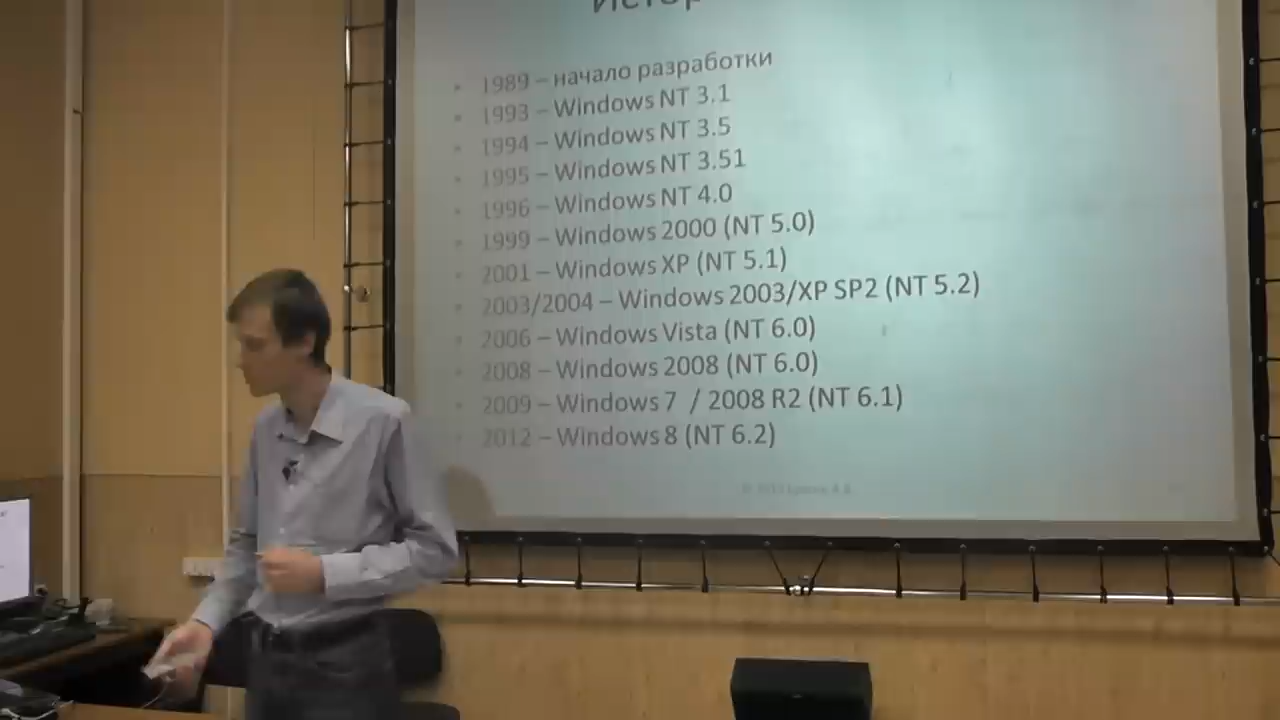 1989 – начало разработки
1993 – Windows NT 3.1
1994 – Windows NT 3.5
1995 – Windows NT 3.51
1996 – Windows NT 4.0
1999 – Windows 2000 (NT 5.0)
2001 – Windows XP (NT 5.1)
2003/2004 – Windows 2003/XP SP2 (NT 5.2)
2006 – Windows Vista (NT 6.0)
2008 – Windows 2008 (NT 6.0)
2009 – Windows 7 / 2008 R2 (NT 6.1)
2012 – Windows 8 (NT 6.2)